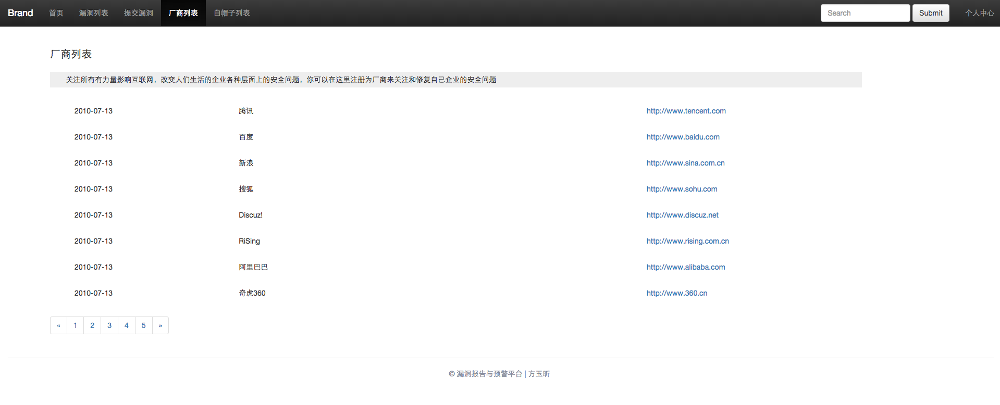 Brand 首页 漏洞列表 提交漏洞 厂商列表 白帽子列表 Search Submit 个人中心
厂商列表
关注所有有力量影响互联网，改变人们生活的企业各种层面上的安全问题，你可以在这里注册为厂商来关注和修复自己企业的安全问题
2010-07-13 腾讯 http://www.tencent.com
2010-07-13 百度 http://www.baidu.com
2010-07-13 新浪 http://www.sina.com.cn
2010-07-13 搜狐 http://www.sohu.com
2010-07-13 Discuz! http://www.discuz.net
2010-07-13 RiSing http://www.rising.com.cn
2010-07-13 阿里巴巴 http://www.alibaba.com
2010-07-13 奇虎360 http://www.360.cn
« 1 2 3 4 5 »
© 漏洞报告与预警平台 | 方玉昕